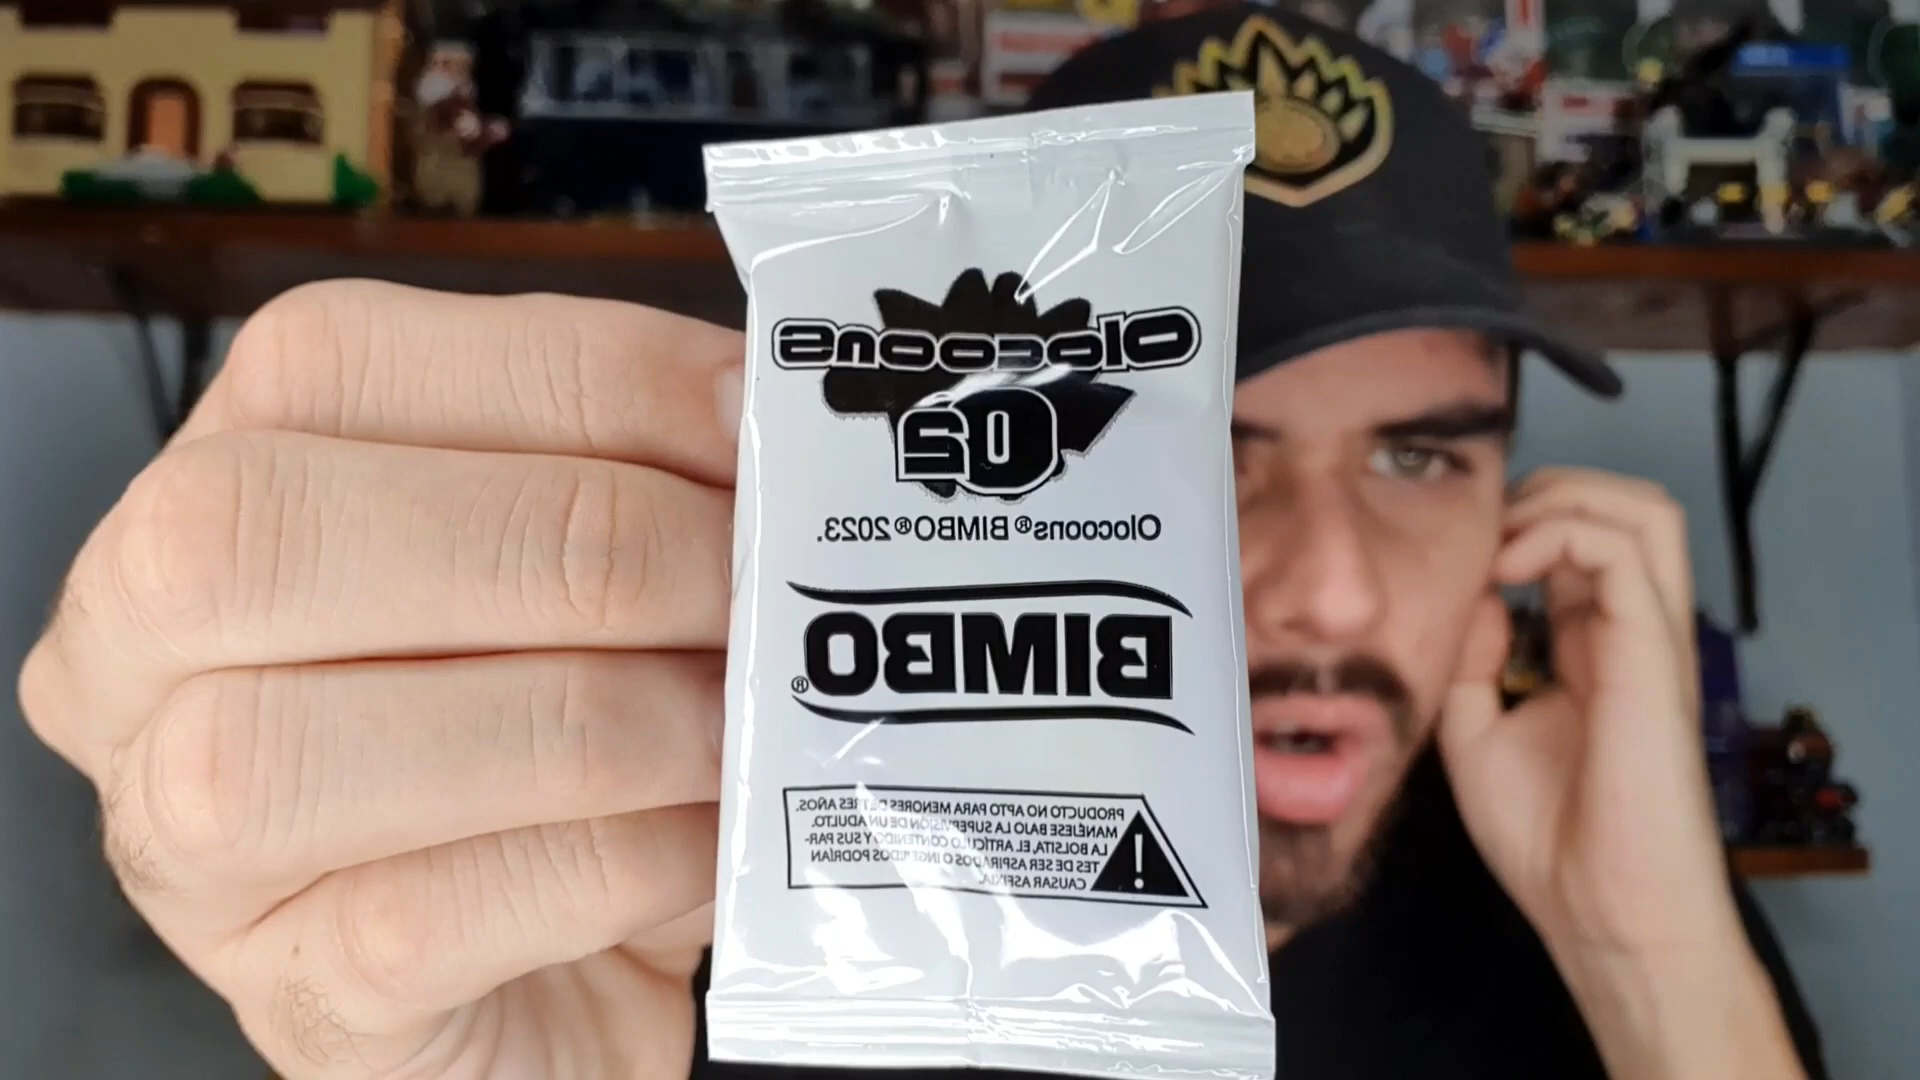 Olocoons
02
Olocoons® BIMBO® 2023.
BIMBO®
PRODUCTO NO APTO PARA MENORES DE TRES AÑOS.
MANÉJESE BAJO LA SUPERVISIÓN DE UN ADULTO.
LA BOLSITA, EL ARTÍCULO CONTENIDO Y SUS PAR-
TES DE SER ASPIRADOS O INGERIDOS PODRÍAN
CAUSAR ASFIXIA.